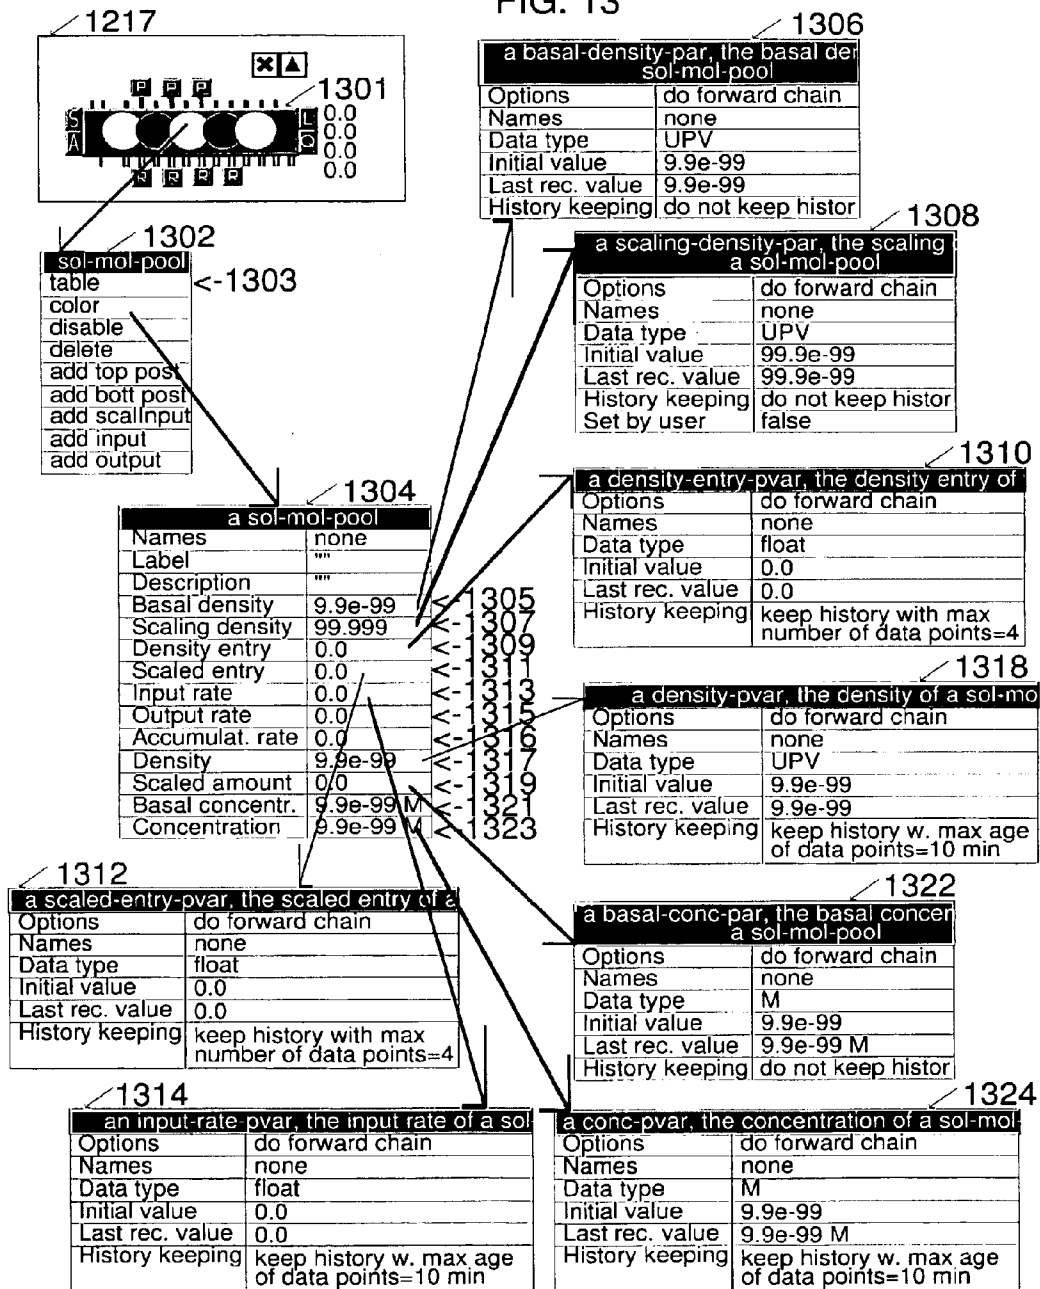 FIG. 13
1217
P P P
1301
S
A
L
O
0.0
0.0
0.0
0.0
R R R R
1302
sol-mol-pool
table
<-1303
color
disable
delete
add top post
add bott post
add scalInput
add input
add output
1304
a sol-mol-pool
Names none
Label ""
Description ""
Basal density 9.9e-99 <-1305
Scaling density 99.999 <-1307
Density entry 0.0 <-1309
Scaled entry 0.0 <-1311
Input rate 0.0 <-1313
Output rate 0.0 <-1315
Accumulat. rate 0.0 <-1316
Density 9.9e-99 <-1317
Scaled amount 0.0 <-1319
Basal concentr. 9.9e-99 M <-1321
Concentration 9.9e-99 M <-1323
1306
a basal-density-par, the basal der
sol-mol-pool
Options do forward chain
Names none
Data type UPV
Initial value 9.9e-99
Last rec. value 9.9e-99
History keeping do not keep histor
1308
a scaling-density-par, the scaling
a sol-mol-pool
Options do forward chain
Names none
Data type UPV
Initial value 99.9e-99
Last rec. value 99.9e-99
History keeping do not keep histor
Set by user false
1310
a density-entry-pvar, the density entry of
Options do forward chain
Names none
Data type float
Initial value 0.0
Last rec. value 0.0
History keeping keep history with max
number of data points=4
1318
a density-pvar, the density of a sol-mo
Options do forward chain
Names none
Data type UPV
Initial value 9.9e-99
Last rec. value 9.9e-99
History keeping keep history w. max age
of data points=10 min
1312
a scaled-entry-pvar, the scaled entry of a
Options do forward chain
Names none
Data type float
Initial value 0.0
Last rec. value 0.0
History keeping keep history with max
number of data points=4
1322
a basal-conc-par, the basal concer
a sol-mol-pool
Options do forward chain
Names none
Data type M
Initial value 9.9e-99
Last rec. value 9.9e-99 M
History keeping do not keep histor
1314
an input-rate-pvar, the input rate of a sol
Options do forward chain
Names none
Data type float
Initial value 0.0
Last rec. value 0.0
History keeping keep history w. max age
of data points=10 min
1324
a conc-pvar, the concentration of a sol-mol-
Options do forward chain
Names none
Data type M
Initial value 9.9e-99
Last rec. value 9.9e-99 M
History keeping keep history w. max age
of data points=10 min